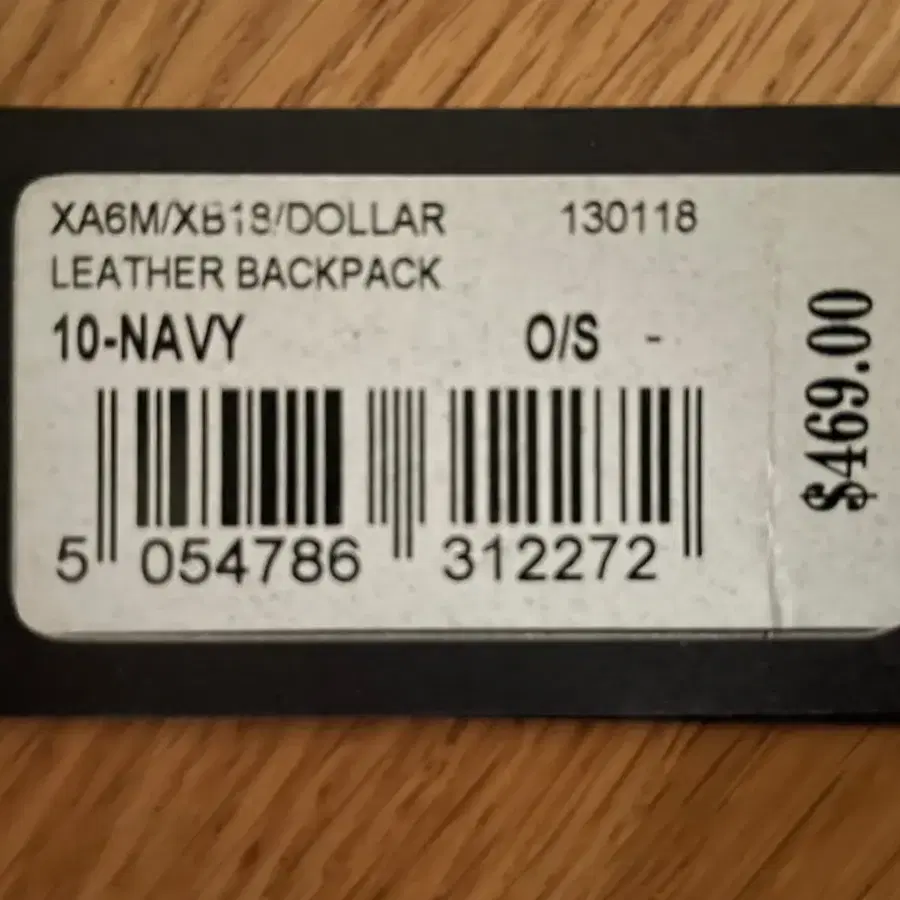 XA6M/XB18/DOLLAR 130118
LEATHER BACKPACK
10-NAVY O/S -
5 054786 312272
$469.00